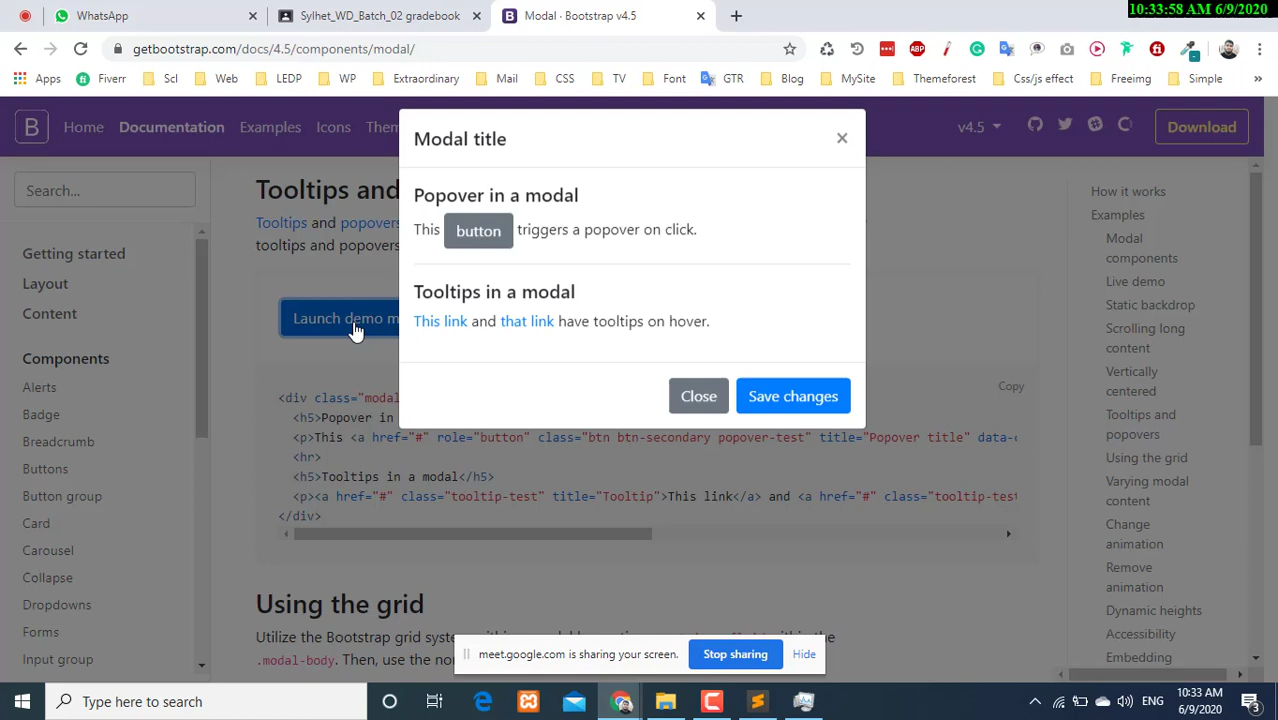 10:33:58 AM 6/9/2020
WhatsApp
Sylhet_WD_Batch_02 gradebook
Modal · Bootstrap v4.5
getbootstrap.com/docs/4.5/components/modal/
ABP
Apps
Fiverr
Scl
Web
LEDP
WP
Extraordinary
Mail
CSS
TV
Font
GTR
Blog
MySite
Themeforest
Css/js effect
Freeimg
Simple
B
Home
Documentation
Examples
Icons
Them
v4.5
Download
Modal title
×
Popover in a modal
This button triggers a popover on click.
Tooltips in a modal
This link and that link have tooltips on hover.
Close
Save changes
Search...
Getting started
Layout
Content
Components
Alerts
Badge
Breadcrumb
Buttons
Button group
Card
Carousel
Collapse
Dropdowns
Forms
Input group
Tooltips and
Tooltips and popovers
tooltips and popovers
Launch demo m
Copy
<div class="modal
<h5>Popover in
<p>This <a href="#" role="button" class="btn btn-secondary popover-test" title="Popover title" data-c
<hr>
<h5>Tooltips in a modal</h5>
<p><a href="#" class="tooltip-test" title="Tooltip">This link</a> and <a href="#" class="tooltip-test
</div>
Using the grid
Utilize the Bootstrap grid syste
within the
.modal-body. Then, use the nor
How it works
Examples
Modal
components
Live demo
Static backdrop
Scrolling long
content
Vertically
centered
Tooltips and
popovers
Using the grid
Varying modal
content
Change
animation
Remove
animation
Dynamic heights
Accessibility
Embedding
meet.google.com is sharing your screen.
Stop sharing
Hide
Type here to search
ENG
10:33 AM
6/9/2020
3